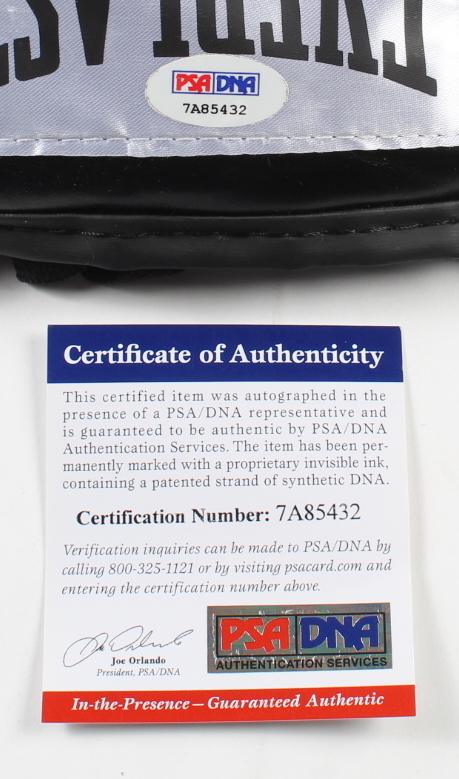 PSA DNA
7A85432
Certificate of Authenticity
This certified item was autographed in the
presence of a PSA/DNA representative and
is guaranteed to be authentic by PSA/DNA
Authentication Services. The item has been per-
manently marked with a proprietary invisible ink,
containing a patented strand of synthetic DNA.
Certification Number: 7A85432
Verification inquiries can be made to PSA/DNA by
calling 800-325-1121 or by visiting psacard.com and
entering the certification number above.
Joe Orlando
President, PSA/DNA
PSA DNA
AUTHENTICATION SERVICES
In-the-Presence – Guaranteed Authentic